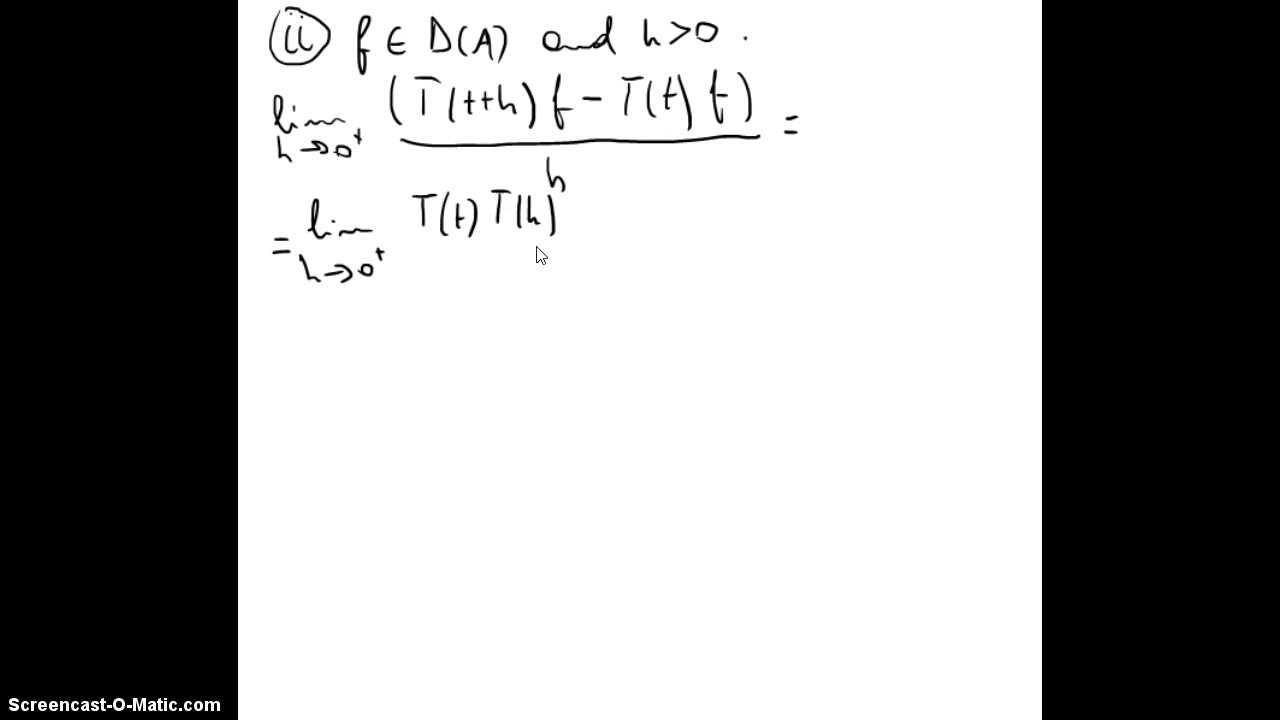 (ii) f ∈ D(A) and h>0 .
lim h→0⁺ (T(t+h) f − T(t) f) / h =
= lim h→0⁺ T(t) T(h)
Screencast-O-Matic.com